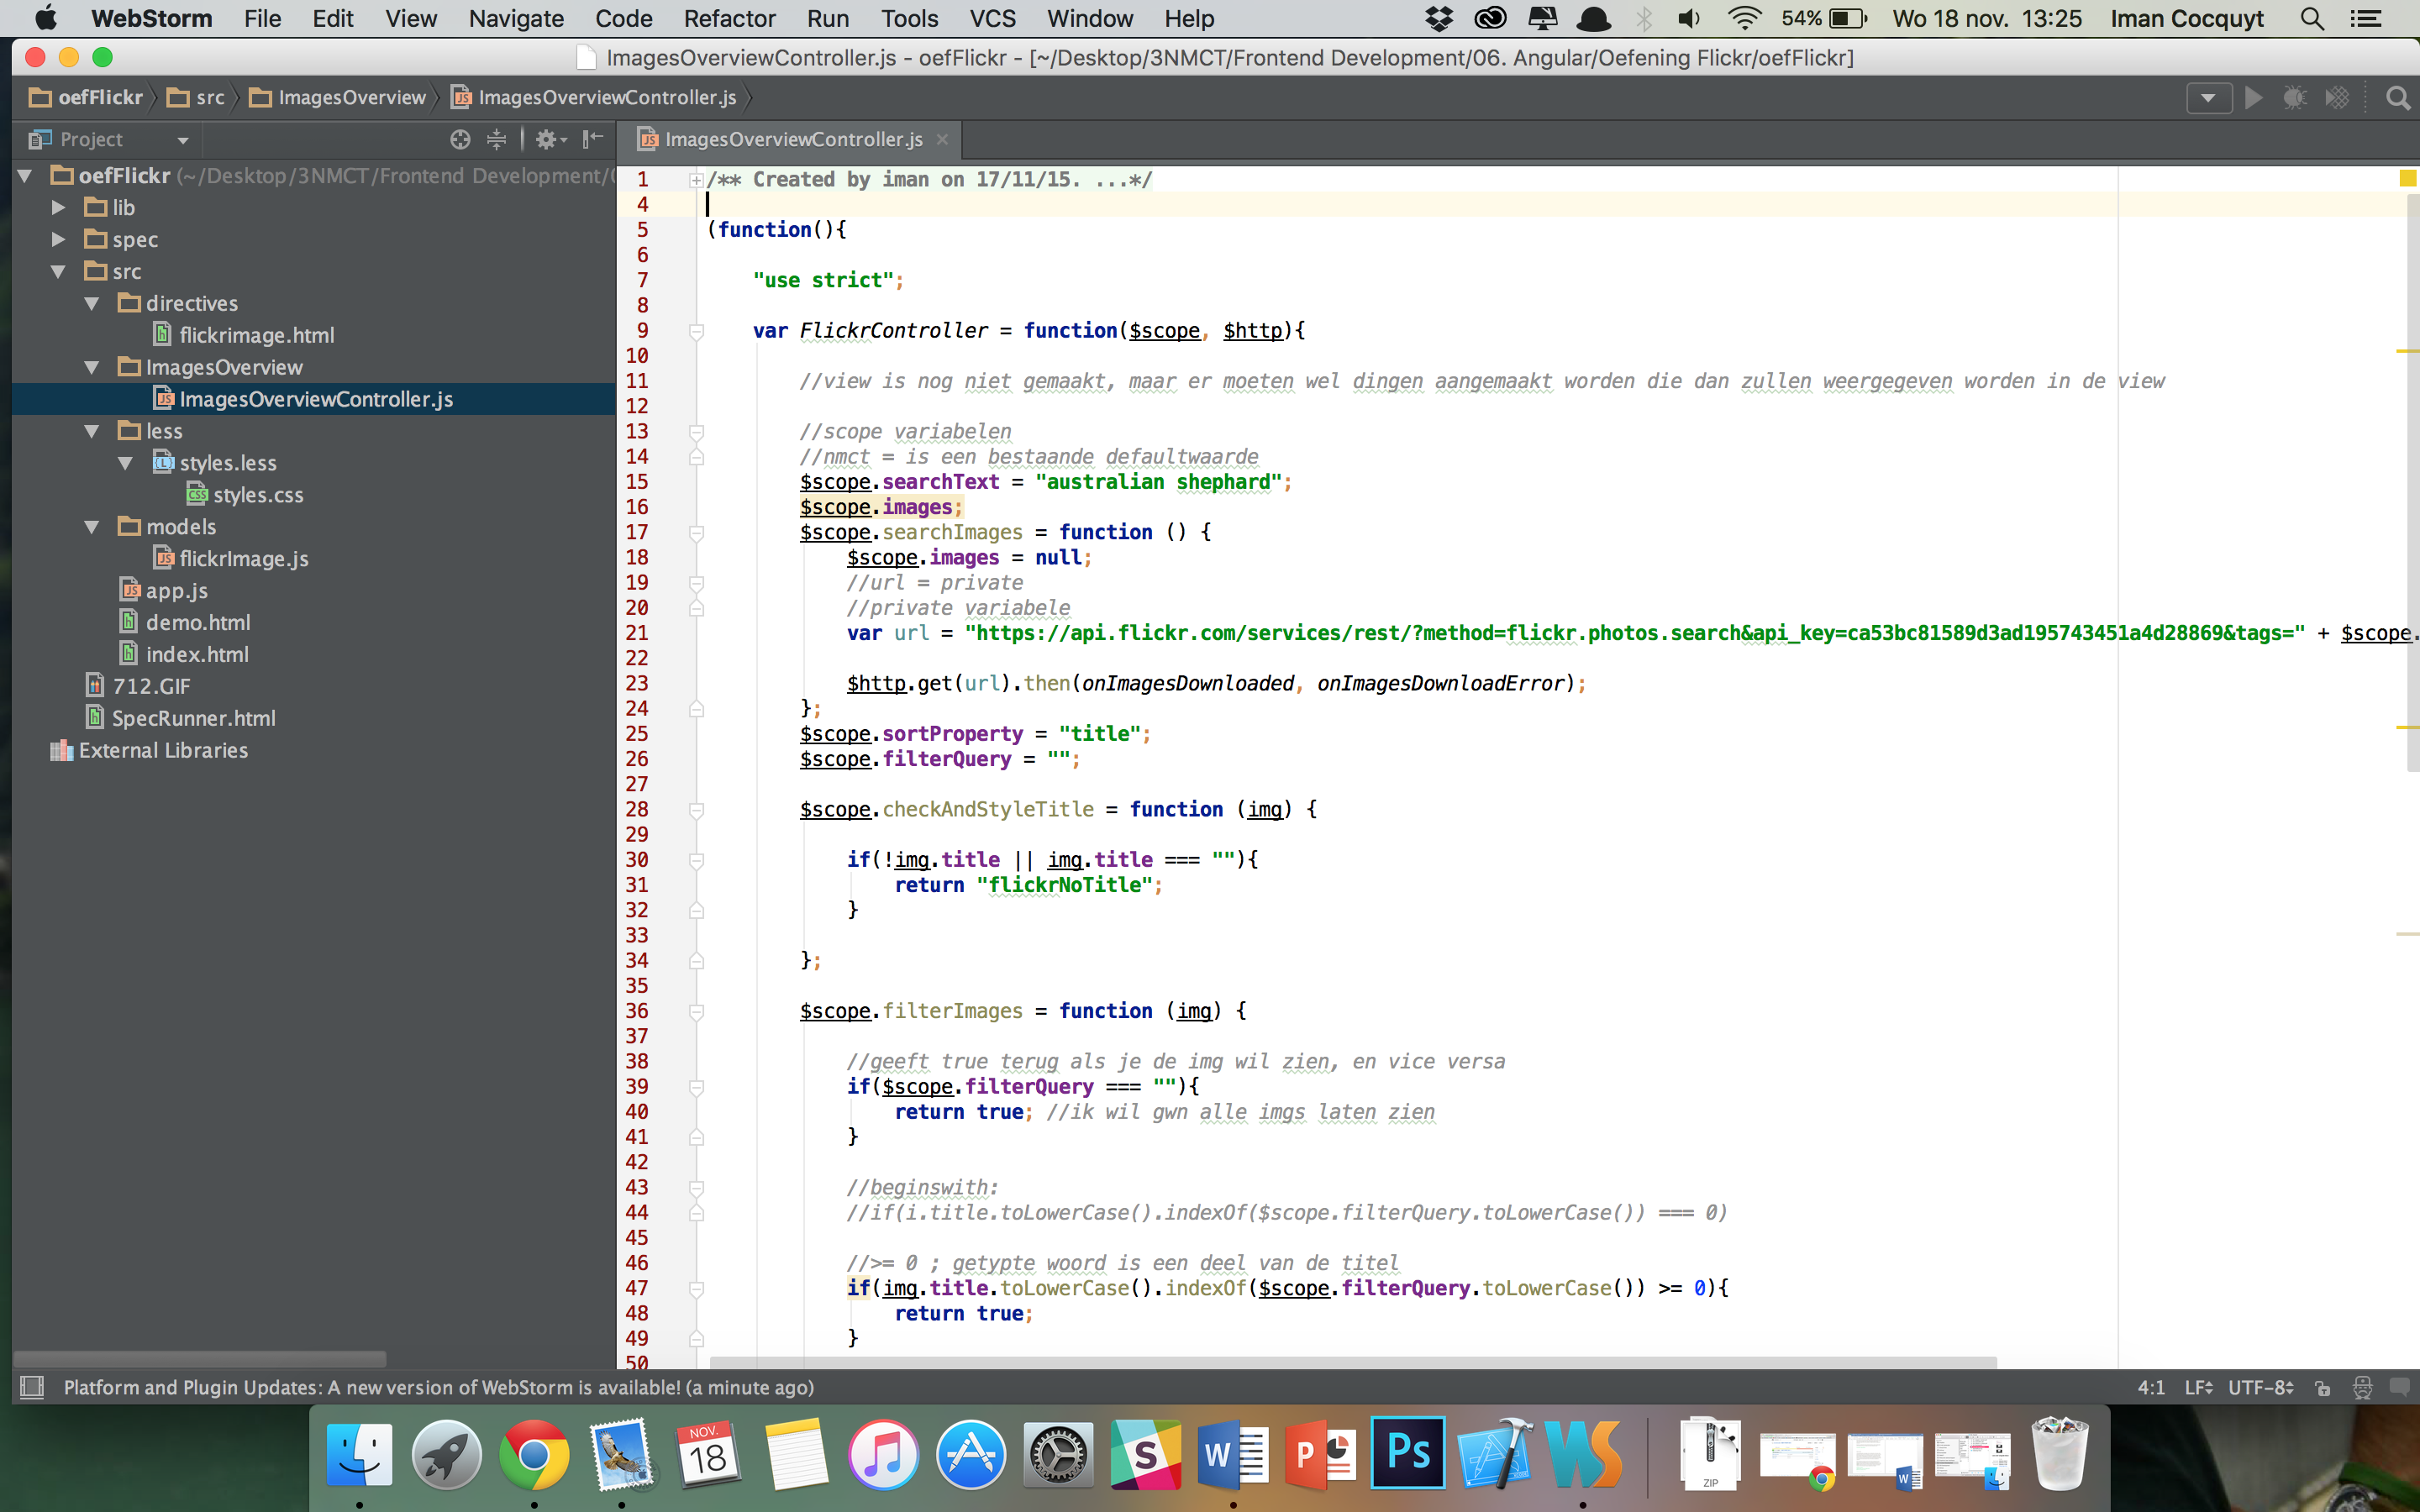 WebStorm File Edit View Navigate Code Refactor Run Tools VCS Window Help 54% Wo 18 nov. 13:25 Iman Cocquyt
ImagesOverviewController.js - oefFlickr - [~/Desktop/3NMCT/Frontend Development/06. Angular/Oefening Flickr/oefFlickr]
oefFlickr src ImagesOverview ImagesOverviewController.js
Project
ImagesOverviewController.js
oefFlickr (~/Desktop/3NMCT/Frontend Development/
lib
spec
src
directives
flickrimage.html
ImagesOverview
ImagesOverviewController.js
less
styles.less
styles.css
models
flickrImage.js
app.js
demo.html
index.html
712.GIF
SpecRunner.html
External Libraries
1 /** Created by iman on 17/11/15. ...*/
4
5 (function(){
6
7 "use strict";
8
9 var FlickrController = function($scope, $http){
10
11 //view is nog niet gemaakt, maar er moeten wel dingen aangemaakt worden die dan zullen weergegeven worden in de view
12
13 //scope variabelen
14 //nmct = is een bestaande defaultwaarde
15 $scope.searchText = "australian shephard";
16 $scope.images;
17 $scope.searchImages = function () {
18 $scope.images = null;
19 //url = private
20 //private variabele
21 var url = "https://api.flickr.com/services/rest/?method=flickr.photos.search&api_key=ca53bc81589d3ad195743451a4d28869&tags=" + $scope.
22
23 $http.get(url).then(onImagesDownloaded, onImagesDownloadError);
24 };
25 $scope.sortProperty = "title";
26 $scope.filterQuery = "";
27
28 $scope.checkAndStyleTitle = function (img) {
29
30 if(!img.title || img.title === ""){
31 return "flickrNoTitle";
32 }
33
34 };
35
36 $scope.filterImages = function (img) {
37
38 //geeft true terug als je de img wil zien, en vice versa
39 if($scope.filterQuery === ""){
40 return true; //ik wil gwn alle imgs laten zien
41 }
42
43 //beginswith:
44 //if(i.title.toLowerCase().indexOf($scope.filterQuery.toLowerCase()) === 0)
45
46 //>= 0 ; getypte woord is een deel van de titel
47 if(img.title.toLowerCase().indexOf($scope.filterQuery.toLowerCase()) >= 0){
48 return true;
49 }
50
Platform and Plugin Updates: A new version of WebStorm is available! (a minute ago) 4:1 LF UTF-8
NOV.
18
S
W
P
Ps
WS
ZIP
W